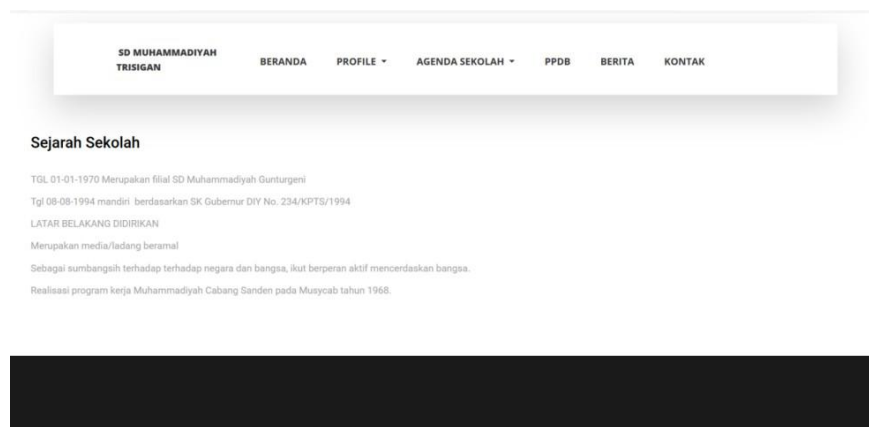 SD MUHAMMADIYAH
TRISIGAN
BERANDA PROFILE AGENDA SEKOLAH PPDB BERITA KONTAK
Sejarah Sekolah
TGL 01-01-1970 Merupakan filial SD Muhammadiyah Gunturgeni
Tgl 08-08-1994 mandiri berdasarkan SK Gubernur DIY No. 234/KPTS/1994
LATAR BELAKANG DIDIRIKAN
Merupakan media/ladang beramal
Sebagai sumbangsih terhadap terhadap negara dan bangsa, ikut berperan aktif mencerdaskan bangsa.
Realisasi program kerja Muhammadiyah Cabang Sanden pada Musycab tahun 1968.